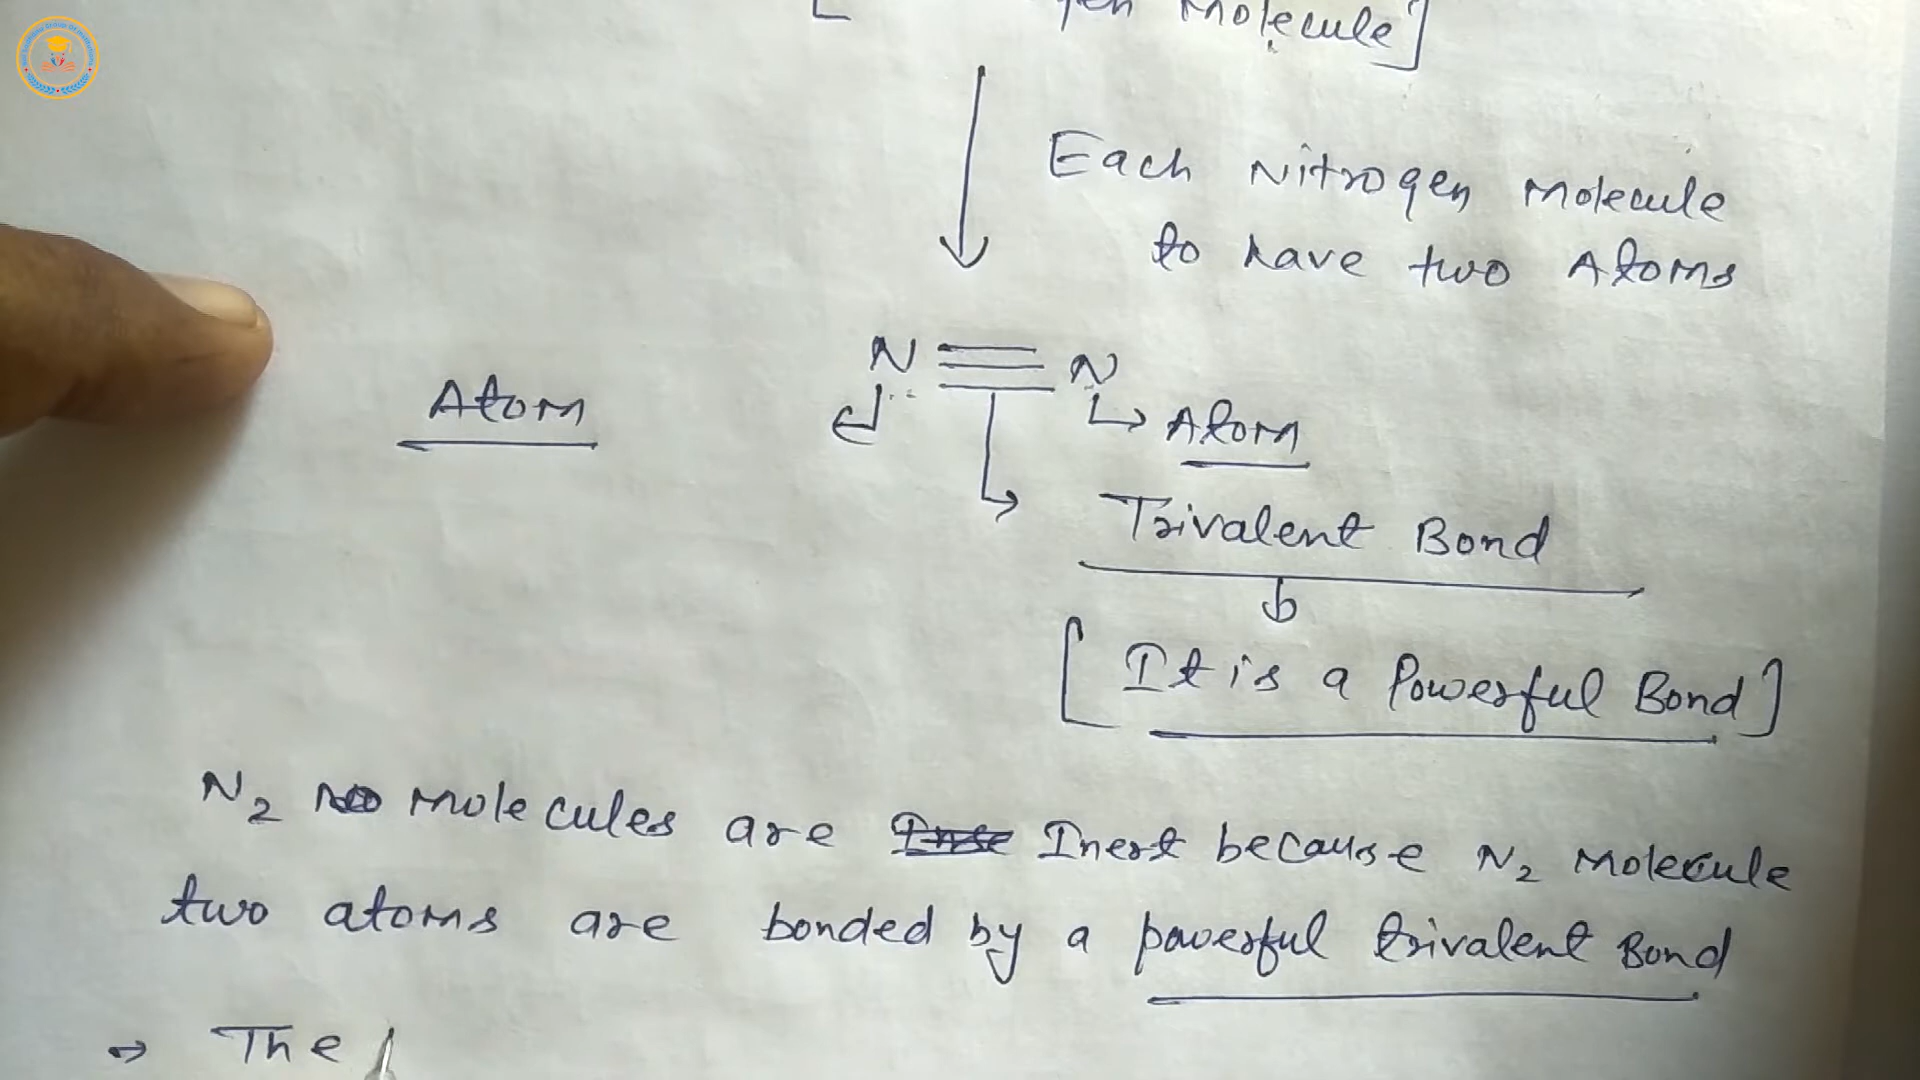 molecule]
Each Nitrogen molecule
to have two Atoms
N ≡ N
Atom
Atom
Trivalent Bond
[It is a Powerful Bond]
N2 molecules are Inert because N2 molecule
two atoms are bonded by a powerful trivalent Bond
⇒ The